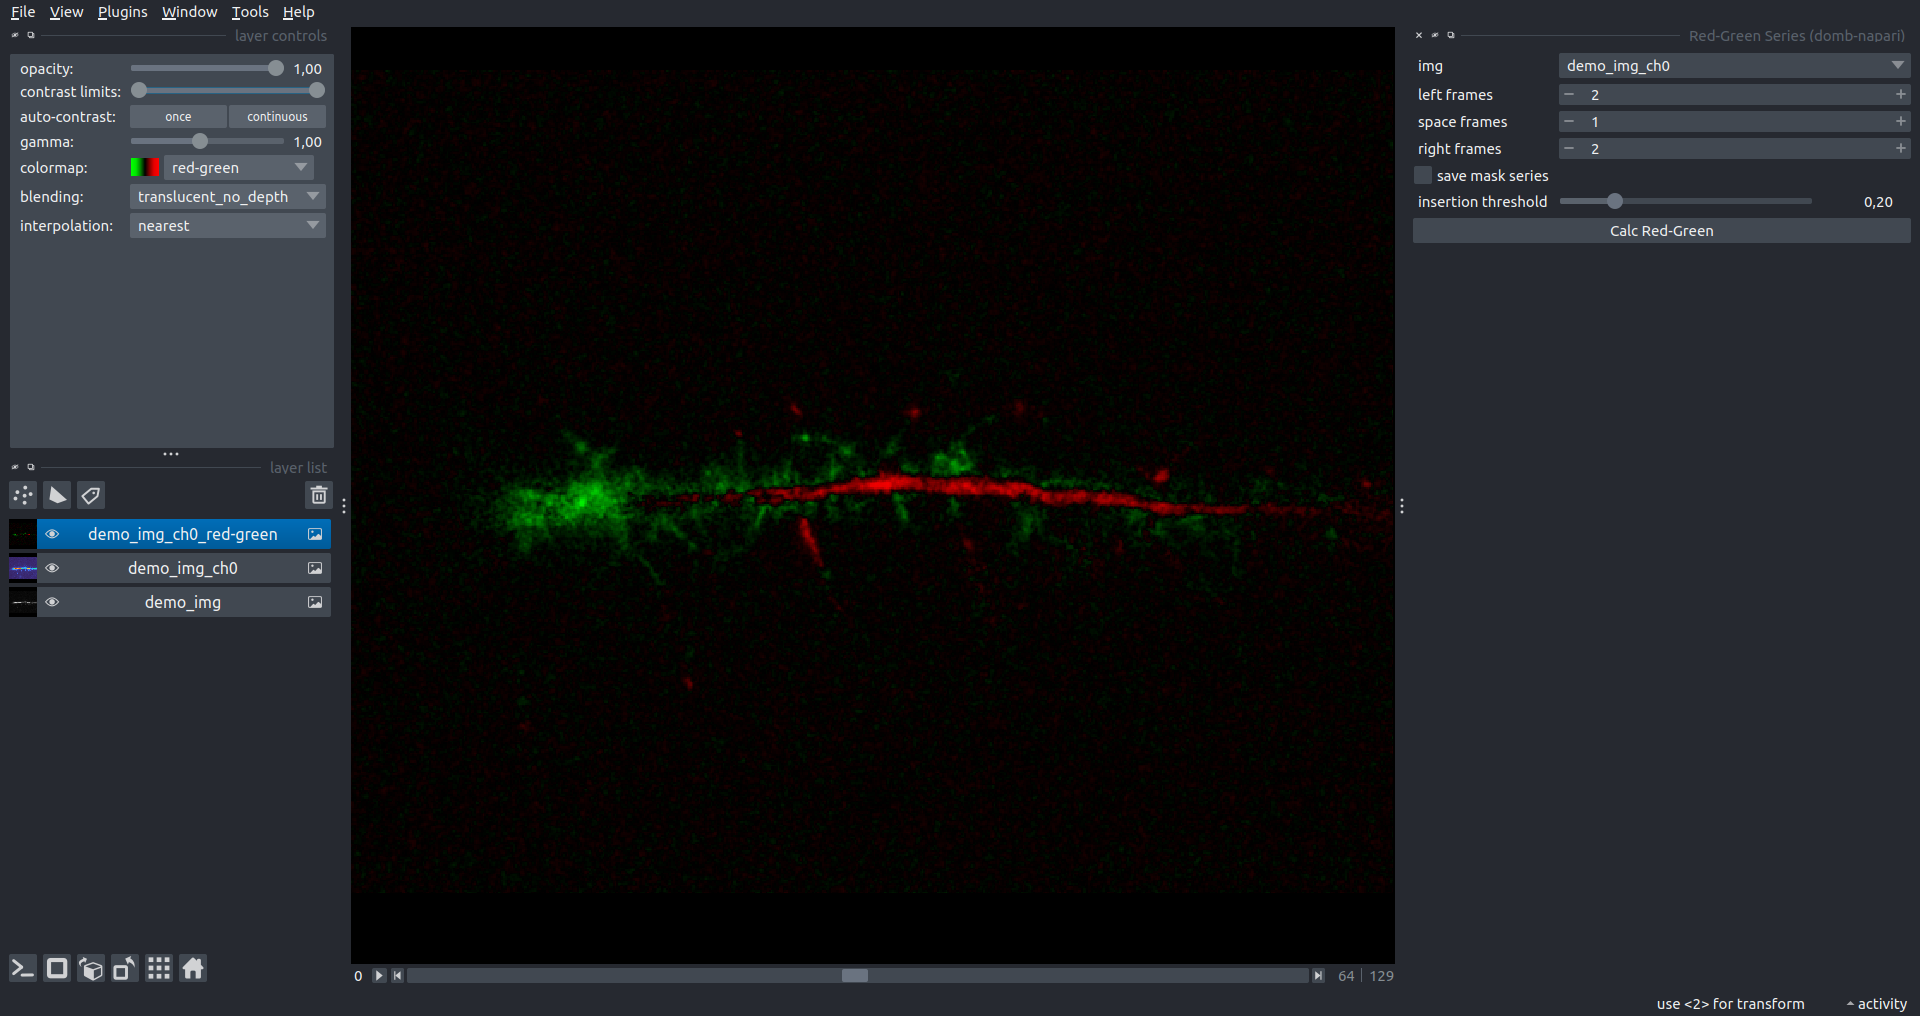 File View Plugins Window Tools Help
layer controls
opacity: 1,00
contrast limits:
auto-contrast: once continuous
gamma: 1,00
colormap: red-green
blending: translucent_no_depth
interpolation: nearest
layer list
demo_img_ch0_red-green
demo_img_ch0
demo_img
0 64 129
Red-Green Series (domb-napari)
img demo_img_ch0
left frames 2
space frames 1
right frames 2
save mask series
insertion threshold 0,20
Calc Red-Green
use <2> for transform activity